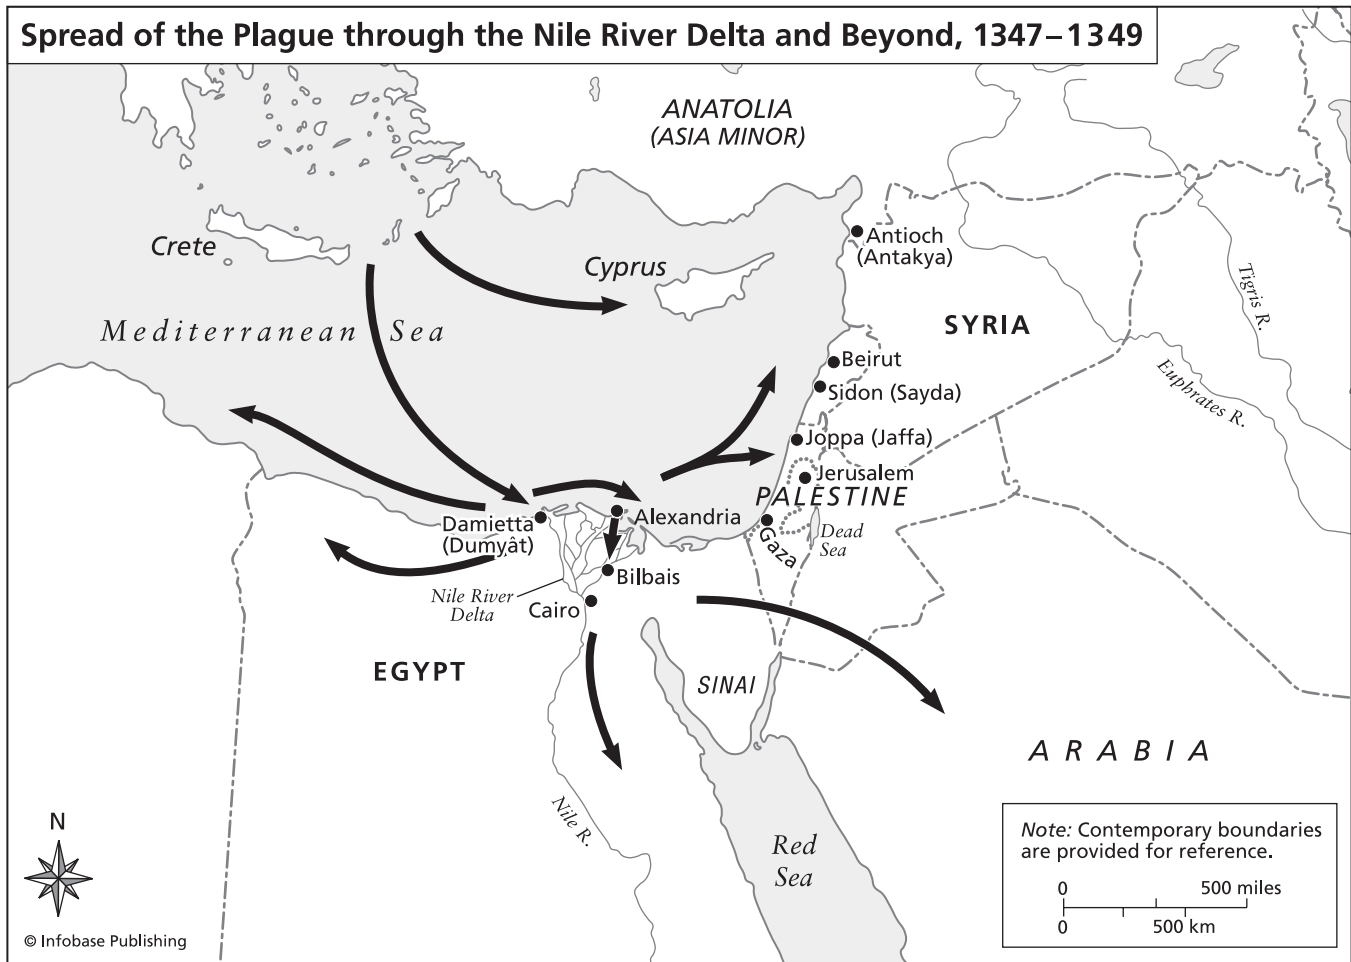 Spread of the Plague through the Nile River Delta and Beyond, 1347–1349
ANATOLIA
(ASIA MINOR)
Crete
Cyprus
Antioch
(Antakya)
Mediterranean Sea
SYRIA
Tigris R.
Euphrates R.
Beirut
Sidon (Sayda)
Joppa (Jaffa)
Jerusalem
PALESTINE
Damietta
(Dumyât)
Alexandria
Gaza
Dead
Sea
Bilbais
Nile River
Delta
Cairo
EGYPT
SINAI
ARABIA
Nile R.
Red
Sea
N
Note: Contemporary boundaries
are provided for reference.
0 500 miles
0 500 km
© Infobase Publishing